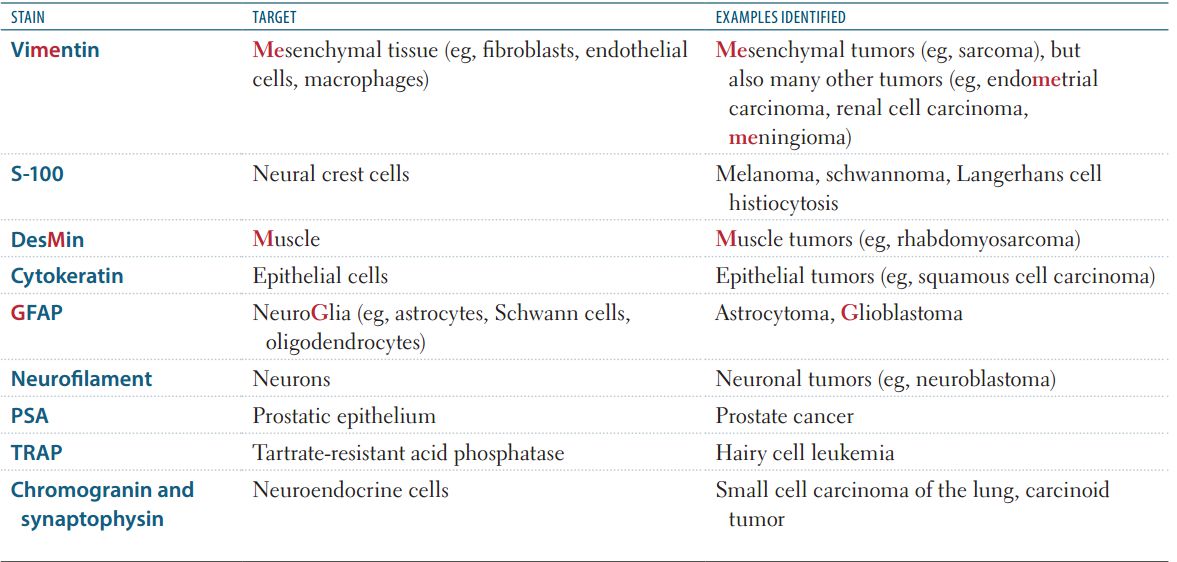 STAIN TARGET EXAMPLES IDENTIFIED
Vimentin Mesenchymal tissue (eg, fibroblasts, endothelial Mesenchymal tumors (eg, sarcoma), but
cells, macrophages) also many other tumors (eg, endometrial
carcinoma, renal cell carcinoma,
meningioma)
S-100 Neural crest cells Melanoma, schwannoma, Langerhans cell
histiocytosis
DesMin Muscle Muscle tumors (eg, rhabdomyosarcoma)
Cytokeratin Epithelial cells Epithelial tumors (eg, squamous cell carcinoma)
GFAP NeuroGlia (eg, astrocytes, Schwann cells, Astrocytoma, Glioblastoma
oligodendrocytes)
Neurofilament Neurons Neuronal tumors (eg, neuroblastoma)
PSA Prostatic epithelium Prostate cancer
TRAP Tartrate-resistant acid phosphatase Hairy cell leukemia
Chromogranin and Neuroendocrine cells Small cell carcinoma of the lung, carcinoid
synaptophysin tumor